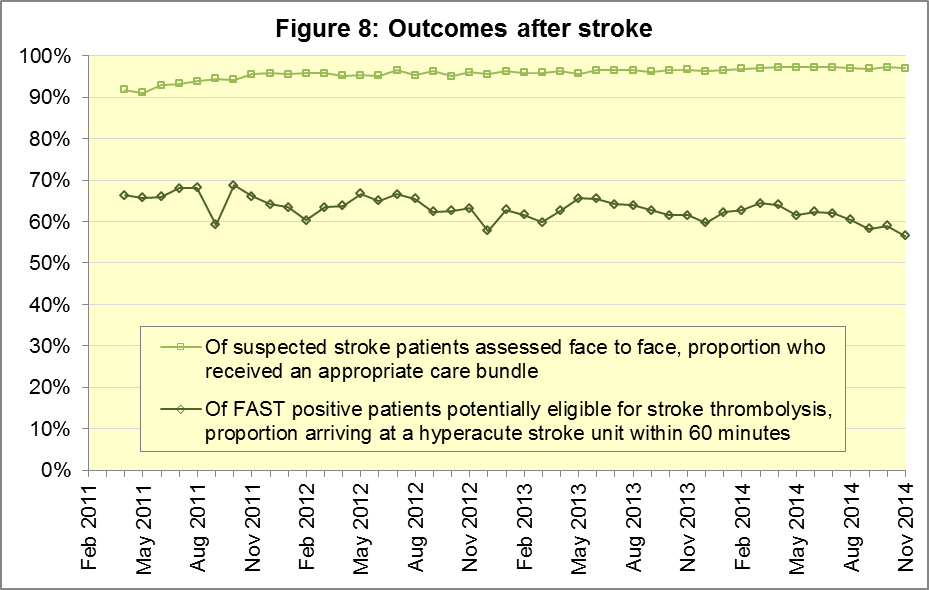 Figure 8: Outcomes after stroke
100%
90%
80%
70%
60%
50%
40%
30%
20%
10%
0%
Of suspected stroke patients assessed face to face, proportion who
received an appropriate care bundle
Of FAST positive patients potentially eligible for stroke thrombolysis,
proportion arriving at a hyperacute stroke unit within 60 minutes
Feb 2011
May 2011
Aug 2011
Nov 2011
Feb 2012
May 2012
Aug 2012
Nov 2012
Feb 2013
May 2013
Aug 2013
Nov 2013
Feb 2014
May 2014
Aug 2014
Nov 2014